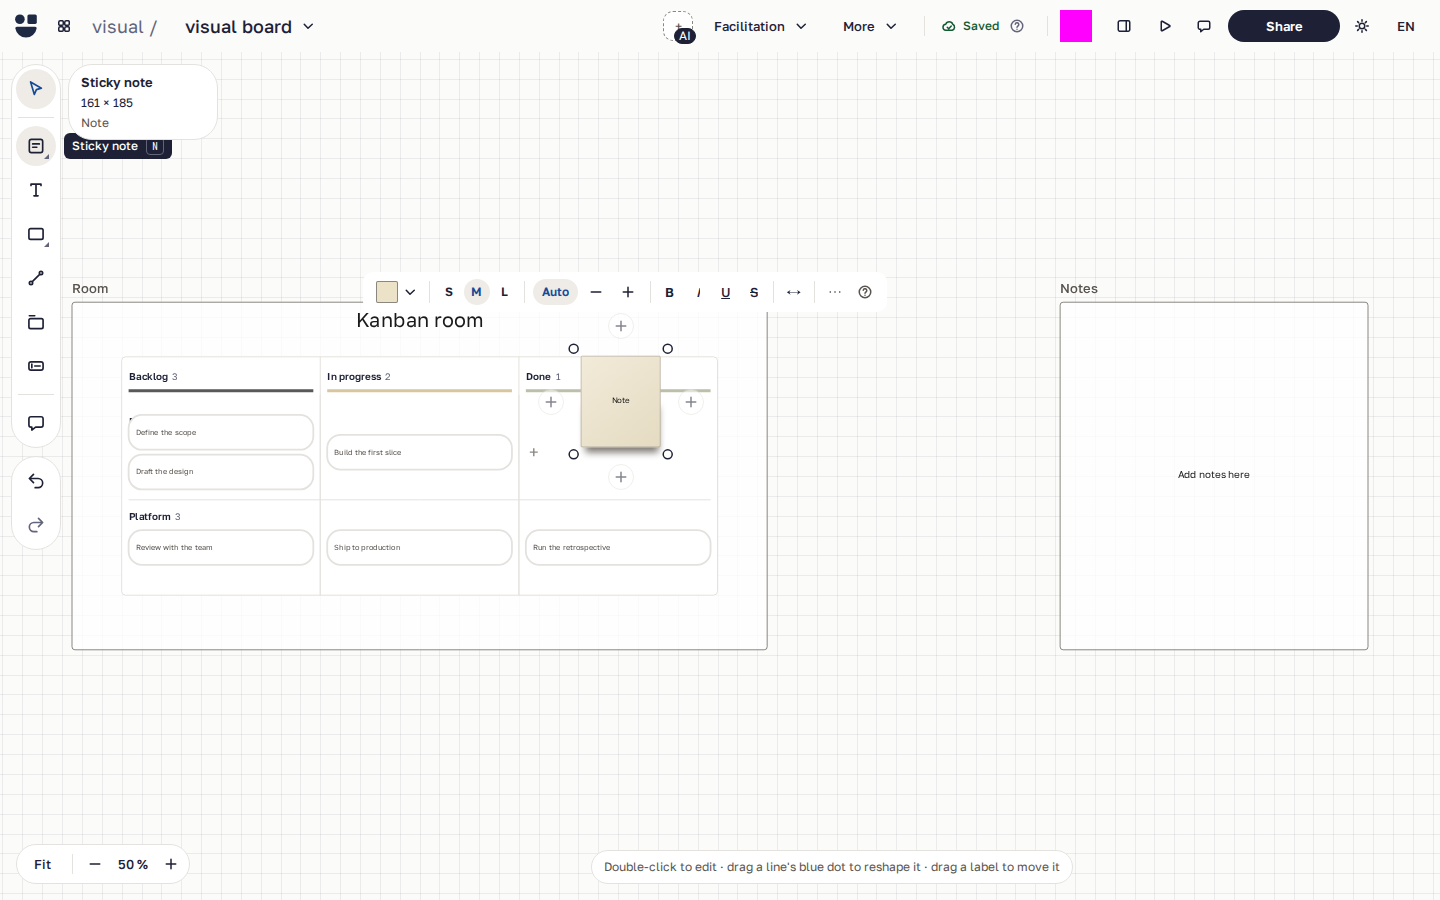 visual /
visual board
AI
Facilitation
More
Saved
Share
EN
Sticky note
161 × 185
Note
Sticky note N
Room
S M L Auto B I U S
Notes
Kanban room
Backlog 3
In progress 2
Done 1
Note
Define the scope
Build the first slice
Draft the design
Add notes here
Platform 3
Review with the team
Ship to production
Run the retrospective
Fit
50 %
Double-click to edit · drag a line's blue dot to reshape it · drag a label to move it